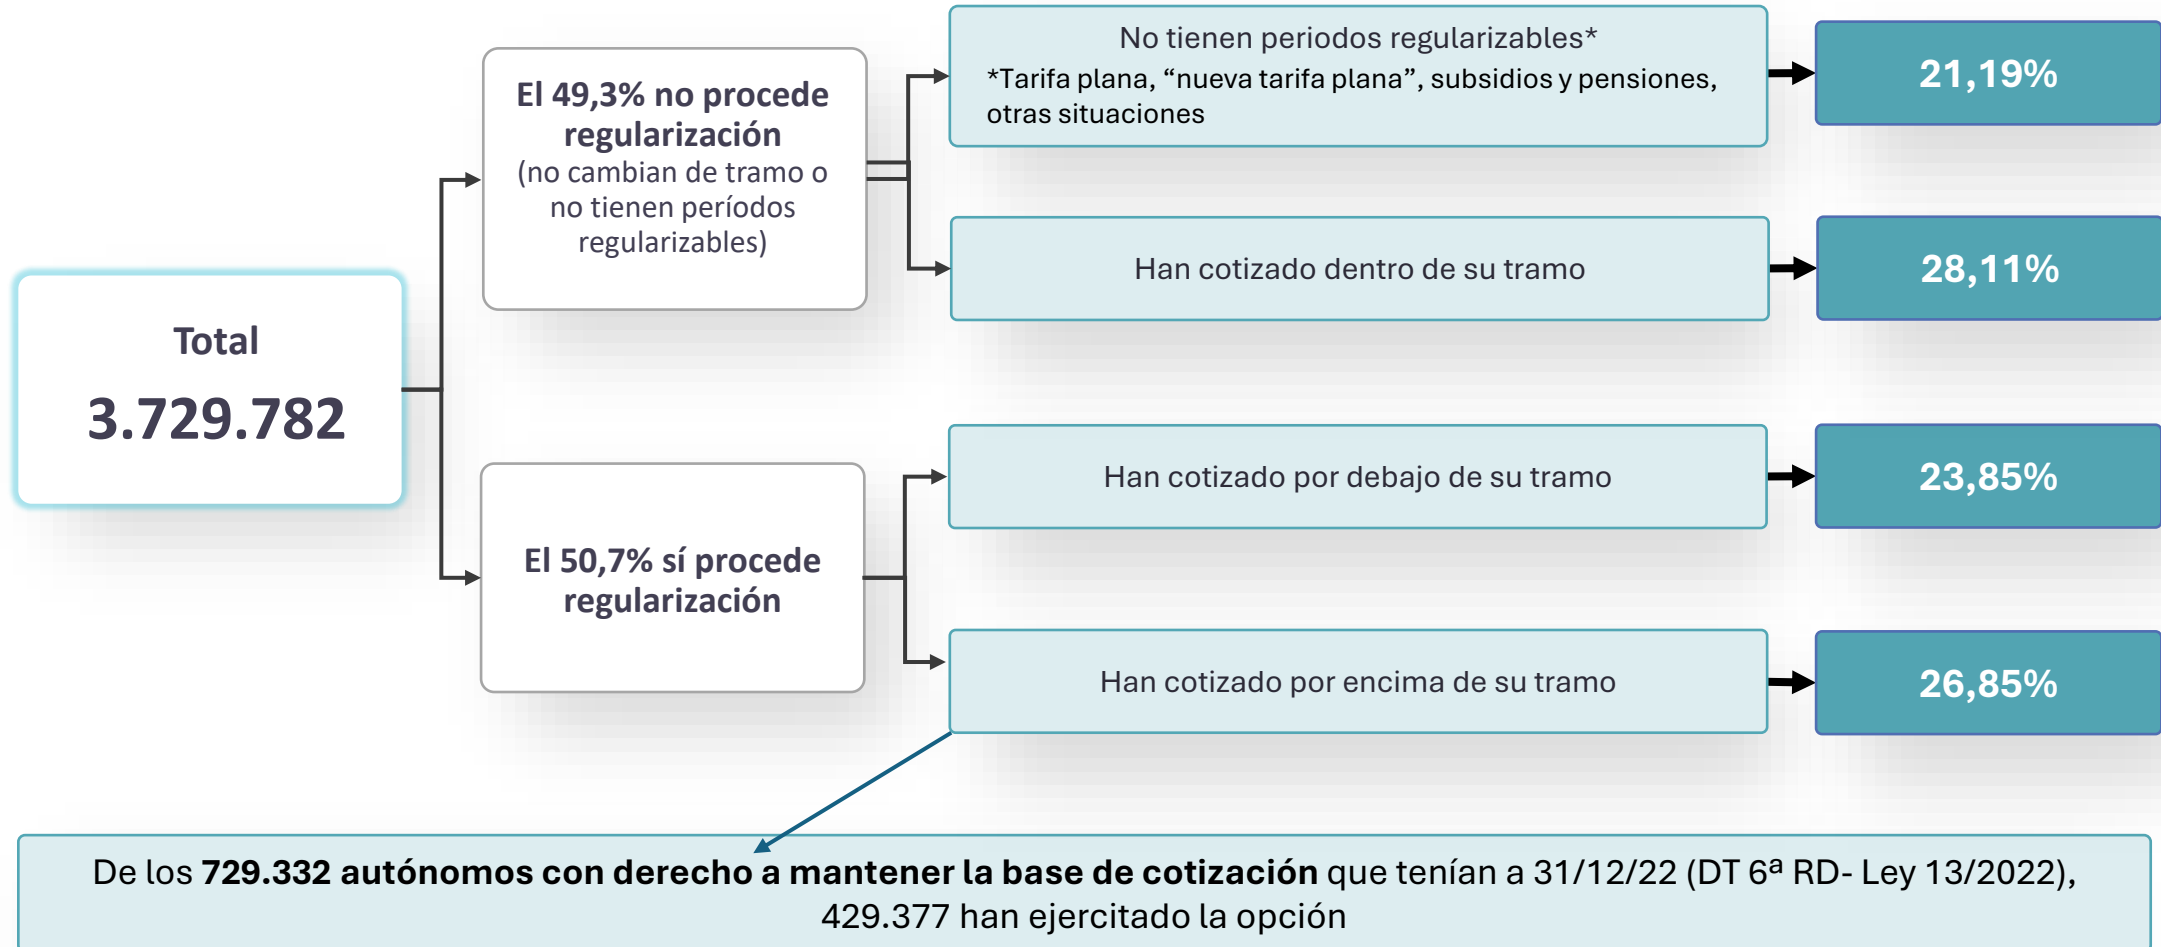 Total
3.729.782
El 49,3% no procede
regularización
(no cambian de tramo o
no tienen períodos
regularizables)
No tienen periodos regularizables*
*Tarifa plana, “nueva tarifa plana”, subsidios y pensiones,
otras situaciones
21,19%
Han cotizado dentro de su tramo
28,11%
El 50,7% sí procede
regularización
Han cotizado por debajo de su tramo
23,85%
Han cotizado por encima de su tramo
26,85%
De los 729.332 autónomos con derecho a mantener la base de cotización que tenían a 31/12/22 (DT 6ª RD- Ley 13/2022),
429.377 han ejercitado la opción